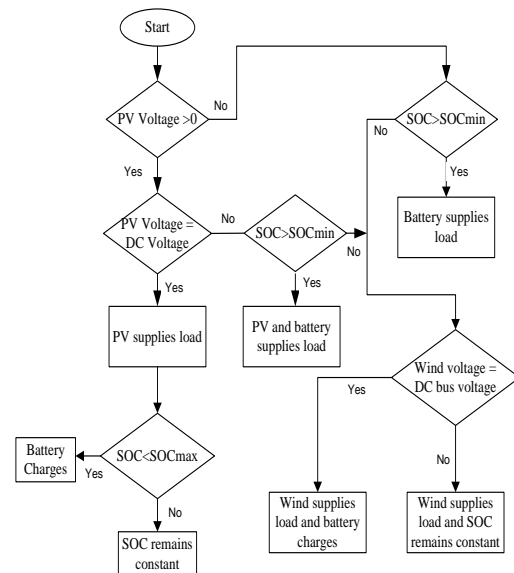 Start
PV Voltage >0
No
Yes
SOC>SOCmin
No
Yes
Battery supplies
load
PV Voltage =
DC Voltage
No
Yes
SOC>SOCmin
No
Yes
PV supplies load
PV and battery
supplies load
Wind voltage =
DC bus voltage
Yes
No
SOC<SOCmax
Yes
No
Battery
Charges
SOC remains
constant
Wind supplies
load and battery
charges
Wind supplies
load and SOC
remains constant